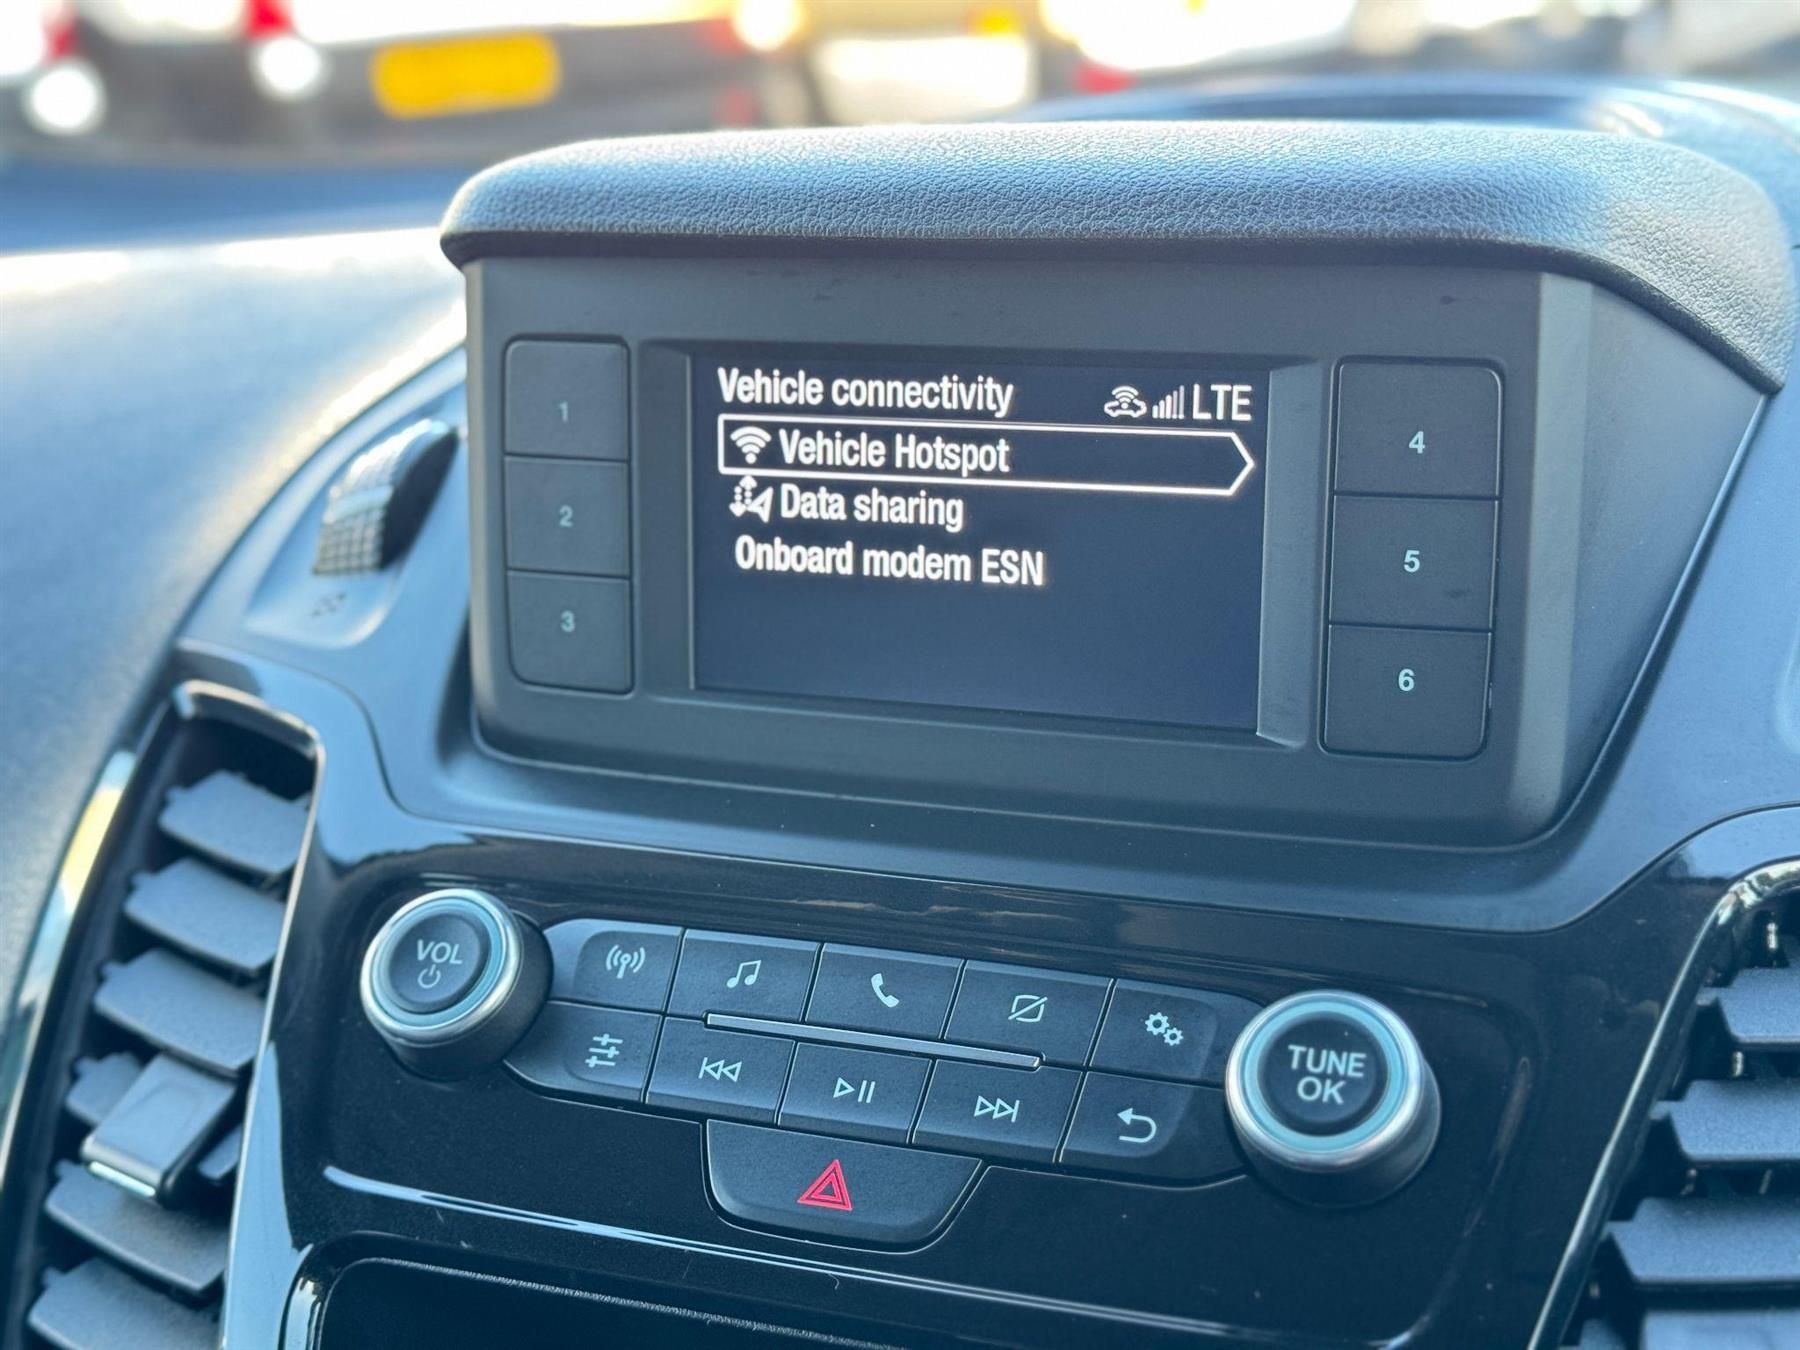 Vehicle connectivity LTE
Vehicle Hotspot
Data sharing
Onboard modem ESN
1
2
3
4
5
6
VOL
TUNE
OK